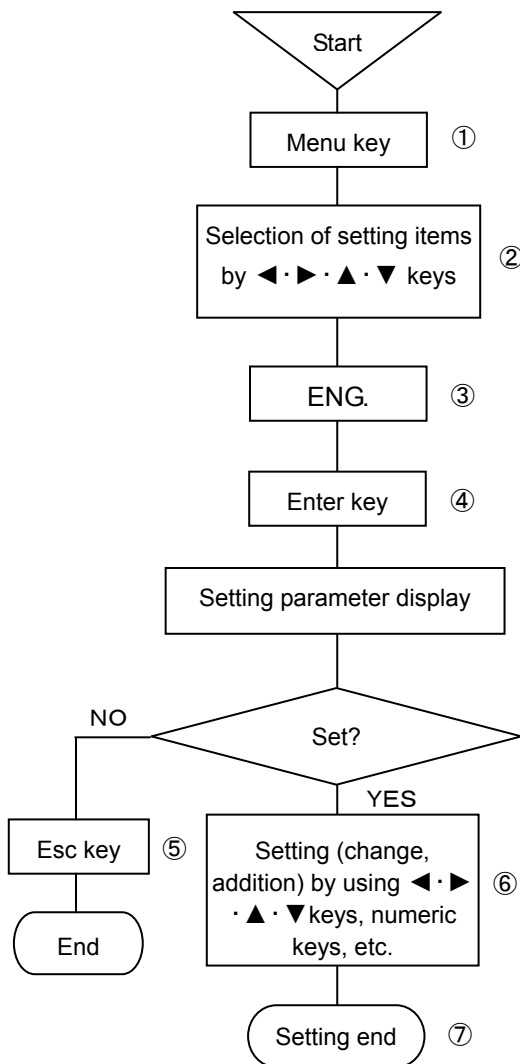 Start
Menu key ①
Selection of setting items
by ◀・▶・▲・▼ keys ②
ENG. ③
Enter key ④
Setting parameter display
Set?
NO
YES
Esc key ⑤
End
Setting (change,
addition) by using ◀・▶
・▲・▼keys, numeric
keys, etc.
⑥
Setting end ⑦